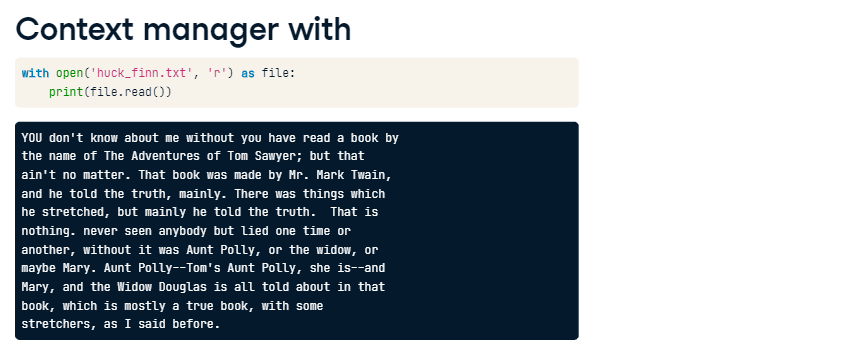 Context manager with
with open('huck_finn.txt', 'r') as file:
    print(file.read())
YOU don't know about me without you have read a book by
the name of The Adventures of Tom Sawyer; but that
ain't no matter. That book was made by Mr. Mark Twain,
and he told the truth, mainly. There was things which
he stretched, but mainly he told the truth.  That is
nothing. never seen anybody but lied one time or
another, without it was Aunt Polly, or the widow, or
maybe Mary. Aunt Polly--Tom's Aunt Polly, she is--and
Mary, and the Widow Douglas is all told about in that
book, which is mostly a true book, with some
stretchers, as I said before.